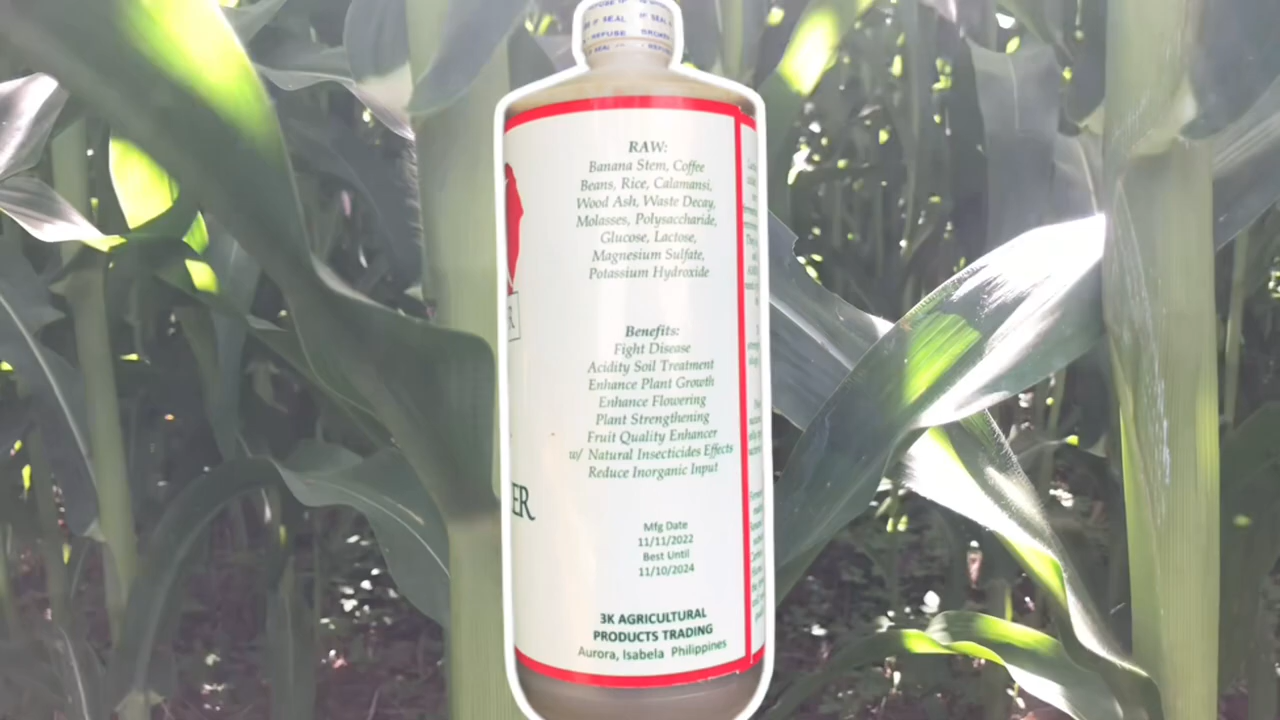 SEAL
REFUSE
BROKEN
SEAL
RAW:
Banana Stem, Coffee
Beans, Rice, Calamansi,
Wood Ash, Waste Decay,
Molasses, Polysaccharide,
Glucose, Lactose,
Magnesium Sulfate,
Potassium Hydroxide
Benefits:
Fight Disease
Acidity Soil Treatment
Enhance Plant Growth
Enhance Flowering
Plant Strengthening
Fruit Quality Enhancer
w/ Natural Insecticides Effects
Reduce Inorganic Input
ER
Mfg Date
11/11/2022
Best Until
11/10/2024
3K AGRICULTURAL
PRODUCTS TRADING
Aurora, Isabela Philippines